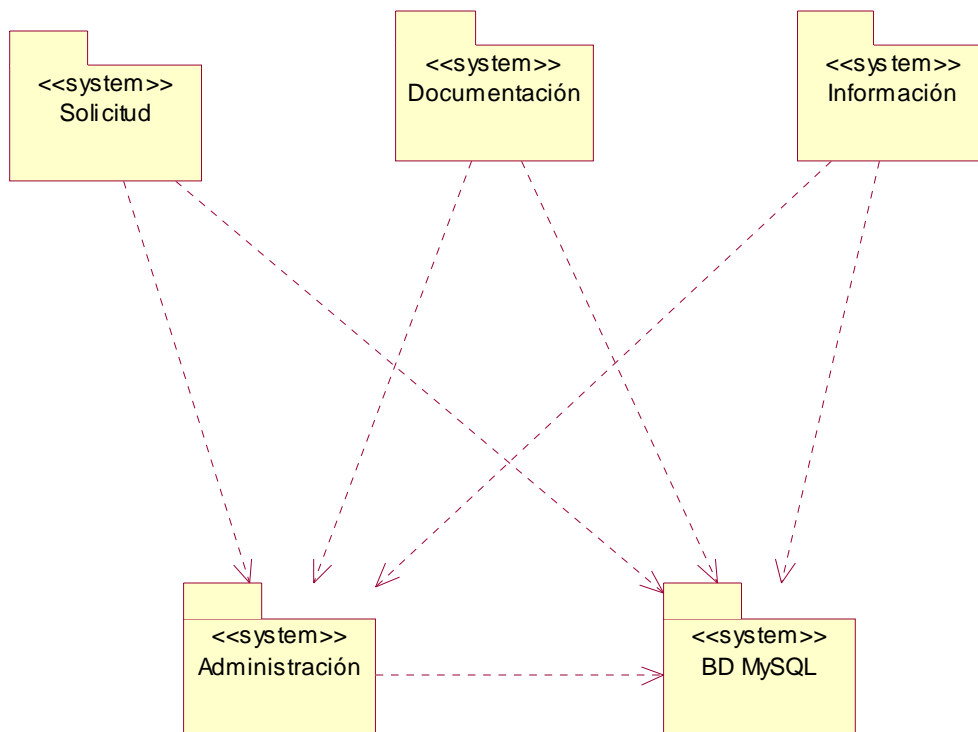 <<system>>
Solicitud
<<system>>
Documentación
<<system>>
Información
<<system>>
Administración
<<system>>
BD MySQL